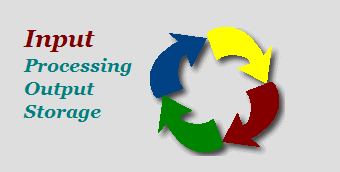 Input
Processing
Output
Storage